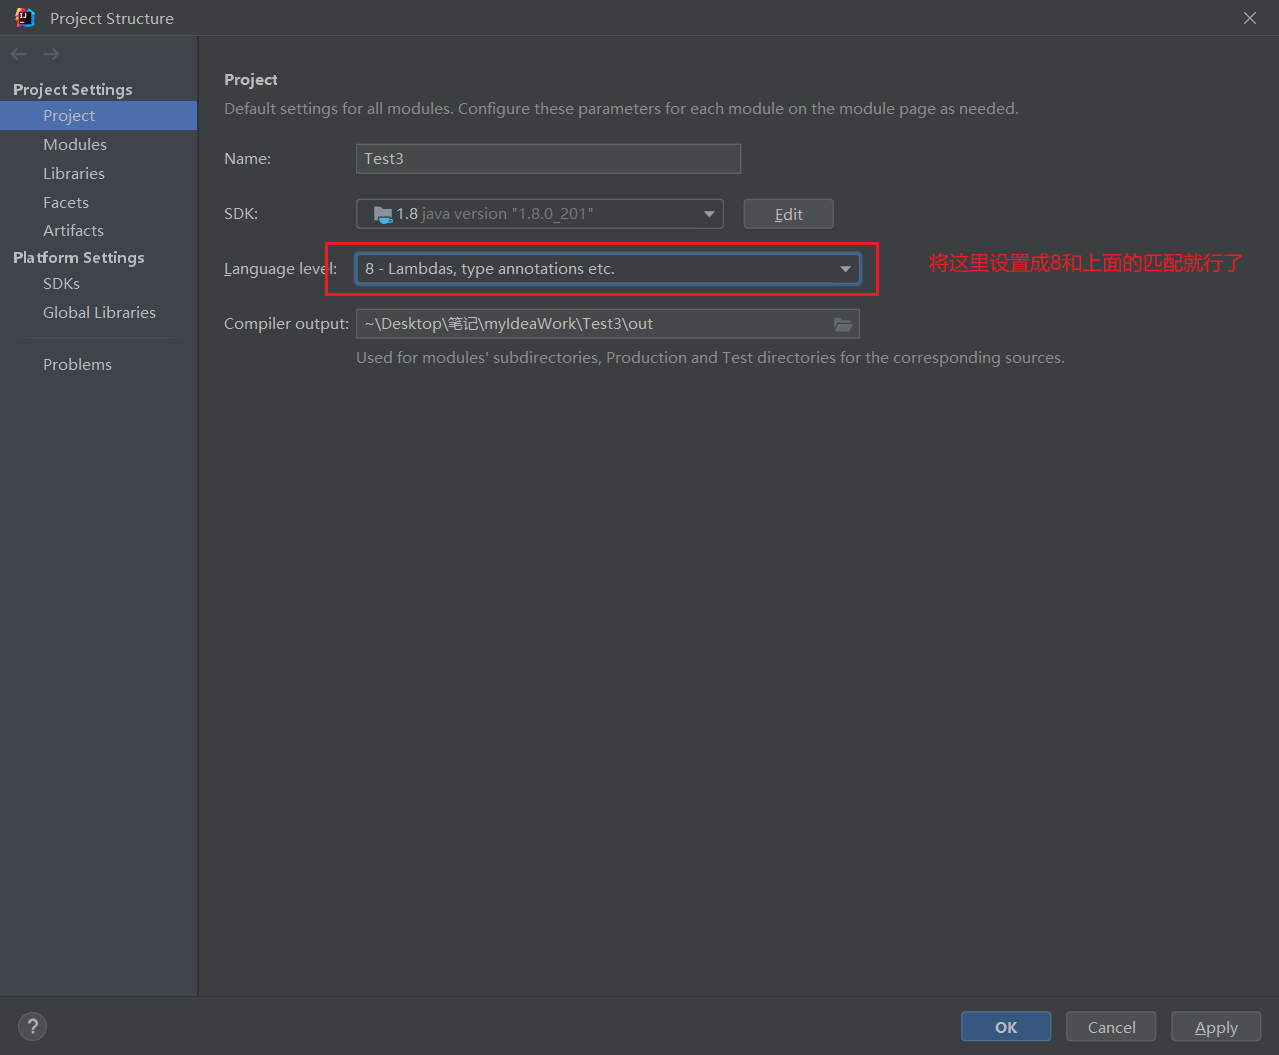 Project Structure
Project Settings
Project
Modules
Libraries
Facets
Artifacts
Platform Settings
SDKs
Global Libraries
Problems
Project
Default settings for all modules. Configure these parameters for each module on the module page as needed.
Name: Test3
SDK: 1.8 java version "1.8.0_201" Edit
Language level: 8 - Lambdas, type annotations etc. 将这里设置成8和上面的匹配就行了
Compiler output: ~\Desktop\笔记\myIdeaWork\Test3\out
Used for modules' subdirectories, Production and Test directories for the corresponding sources.
? OK Cancel Apply